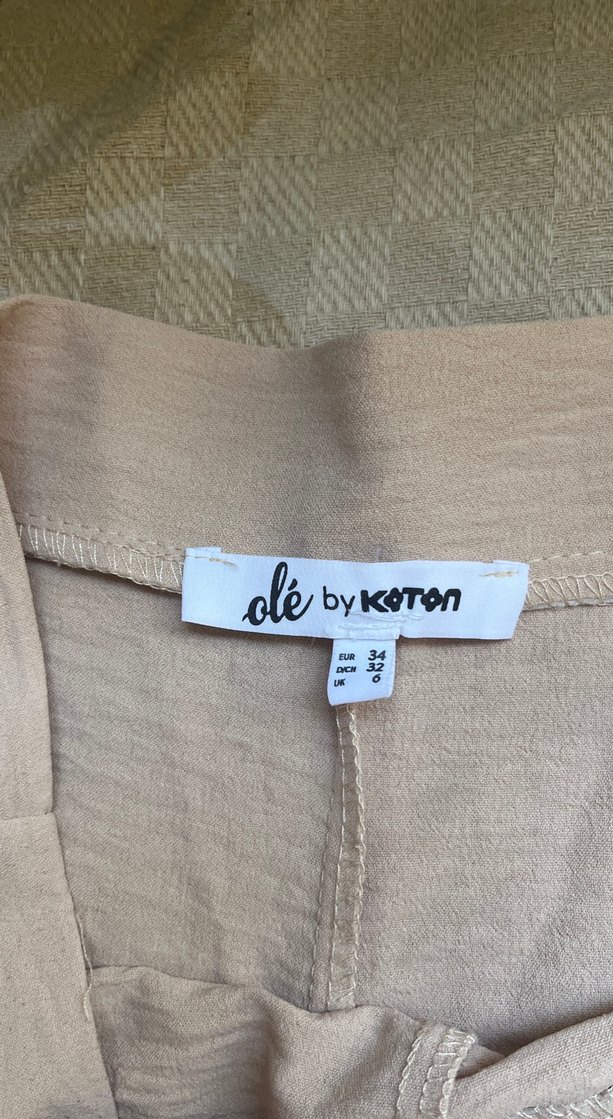 olé by KOTON
EUR 34
D/CH 32
UK 6